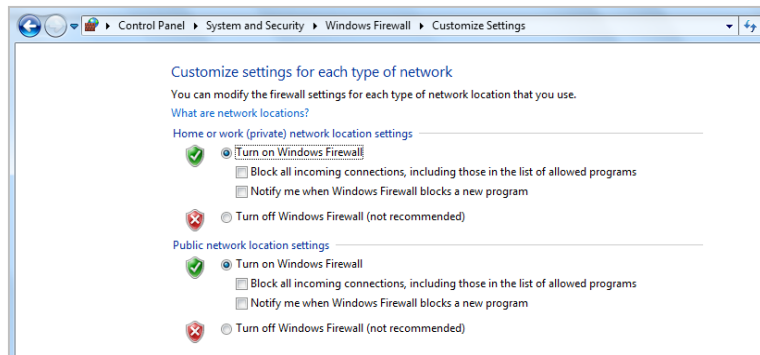 Control Panel ▸ System and Security ▸ Windows Firewall ▸ Customize Settings
Customize settings for each type of network
You can modify the firewall settings for each type of network location that you use.
What are network locations?
Home or work (private) network location settings
Turn on Windows Firewall
Block all incoming connections, including those in the list of allowed programs
Notify me when Windows Firewall blocks a new program
Turn off Windows Firewall (not recommended)
Public network location settings
Turn on Windows Firewall
Block all incoming connections, including those in the list of allowed programs
Notify me when Windows Firewall blocks a new program
Turn off Windows Firewall (not recommended)